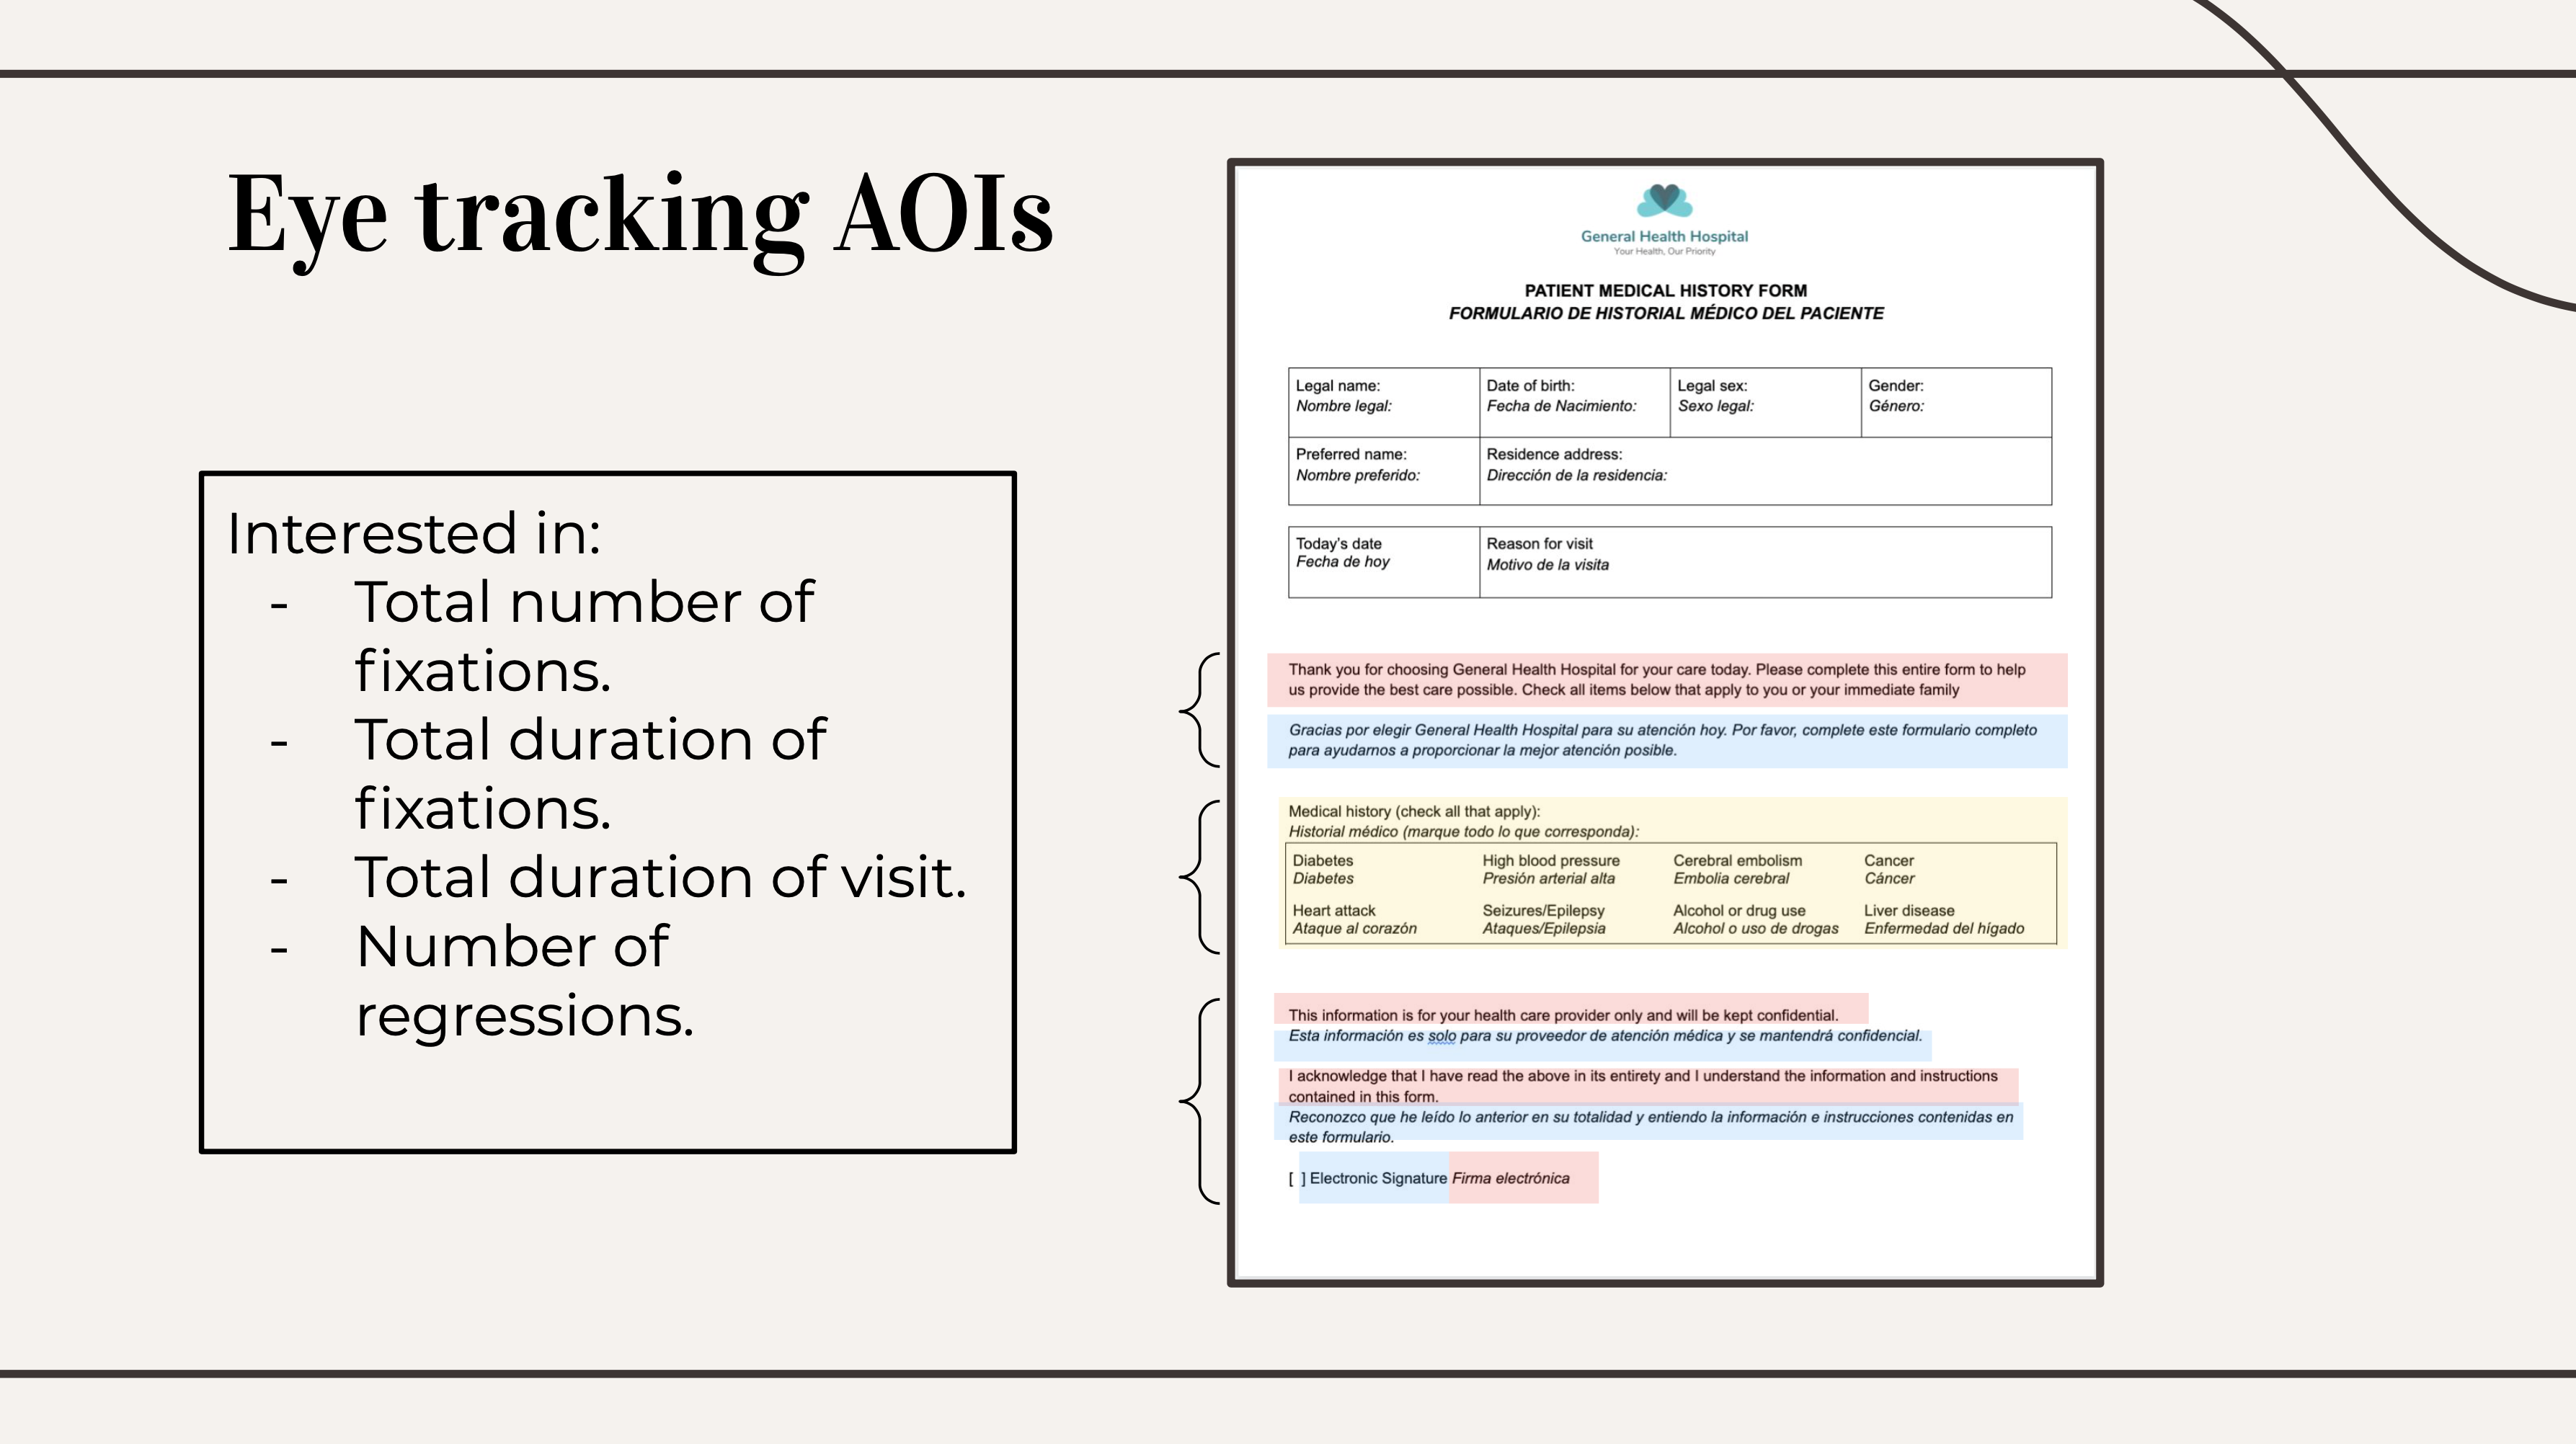 Eye tracking AOIs
Interested in:
- Total number of
fixations.
- Total duration of
fixations.
- Total duration of visit.
- Number of
regressions.
General Health Hospital
Your Health, Our Priority
PATIENT MEDICAL HISTORY FORM
FORMULARIO DE HISTORIAL MÉDICO DEL PACIENTE
Legal name:
Nombre legal:
Date of birth:
Fecha de Nacimiento:
Legal sex:
Sexo legal:
Gender:
Género:
Preferred name:
Nombre preferido:
Residence address:
Dirección de la residencia:
Today's date
Fecha de hoy
Reason for visit
Motivo de la visita
Thank you for choosing General Health Hospital for your care today. Please complete this entire form to help
us provide the best care possible. Check all items below that apply to you or your immediate family
Gracias por elegir General Health Hospital para su atención hoy. Por favor, complete este formulario completo
para ayudarnos a proporcionar la mejor atención posible.
Medical history (check all that apply):
Historial médico (marque todo lo que corresponda):
Diabetes
Diabetes
High blood pressure
Presión arterial alta
Cerebral embolism
Embolia cerebral
Cancer
Cáncer
Heart attack
Ataque al corazón
Seizures/Epilepsy
Ataques/Epilepsia
Alcohol or drug use
Alcohol o uso de drogas
Liver disease
Enfermedad del hígado
This information is for your health care provider only and will be kept confidential.
Esta información es solo para su proveedor de atención médica y se mantendrá confidencial.
I acknowledge that I have read the above in its entirety and I understand the information and instructions
contained in this form.
Reconozco que he leído lo anterior en su totalidad y entiendo la información e instrucciones contenidas en
este formulario.
[ ] Electronic Signature Firma electrónica